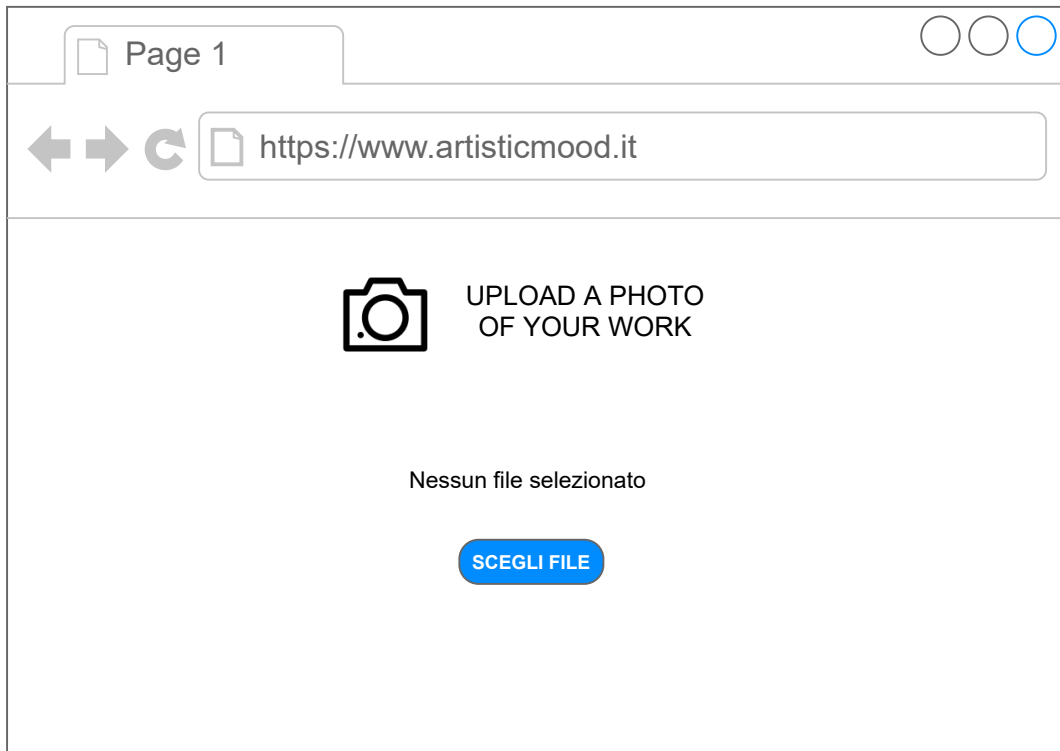 Page 1
https://www.artisticmood.it
UPLOAD A PHOTO
OF YOUR WORK
Nessun file selezionato
SCEGLI FILE